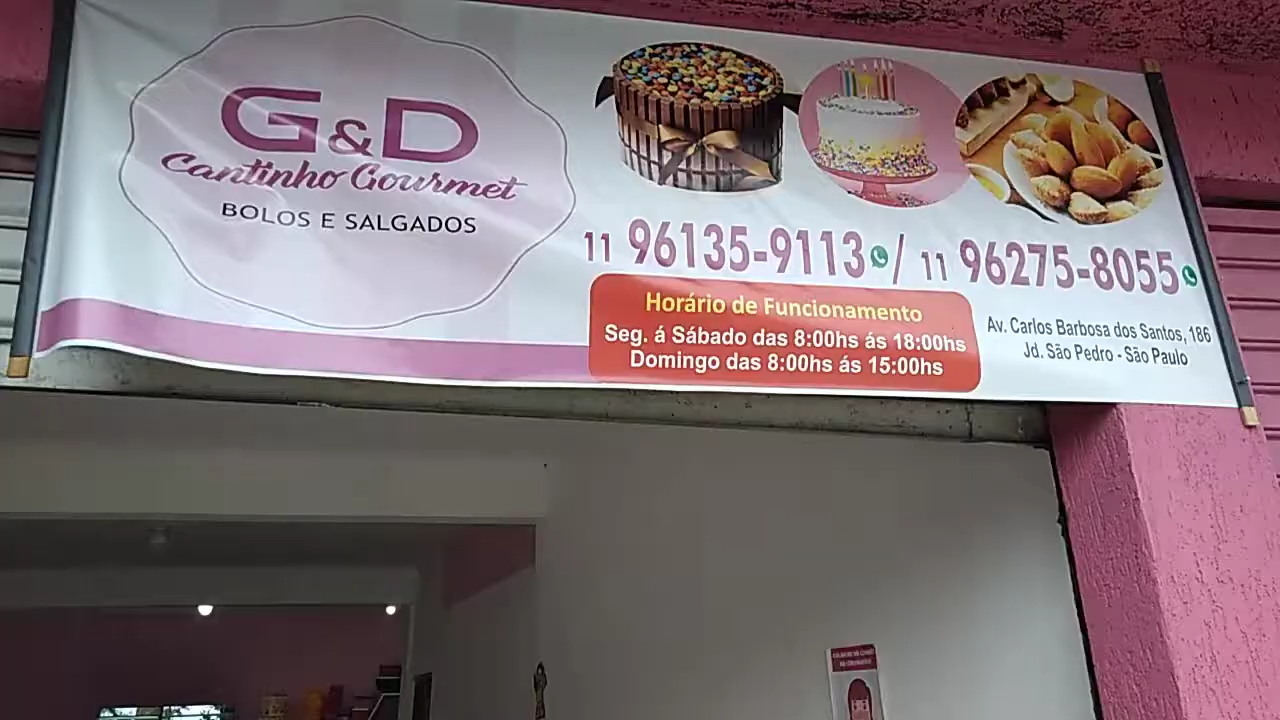 G&D
Cantinho Gourmet
BOLOS E SALGADOS
11 96135-9113 / 11 96275-8055
Horário de Funcionamento
Seg. á Sábado das 8:00hs ás 18:00hs
Domingo das 8:00hs ás 15:00hs
Av. Carlos Barbosa dos Santos, 186
Jd. São Pedro - São Paulo